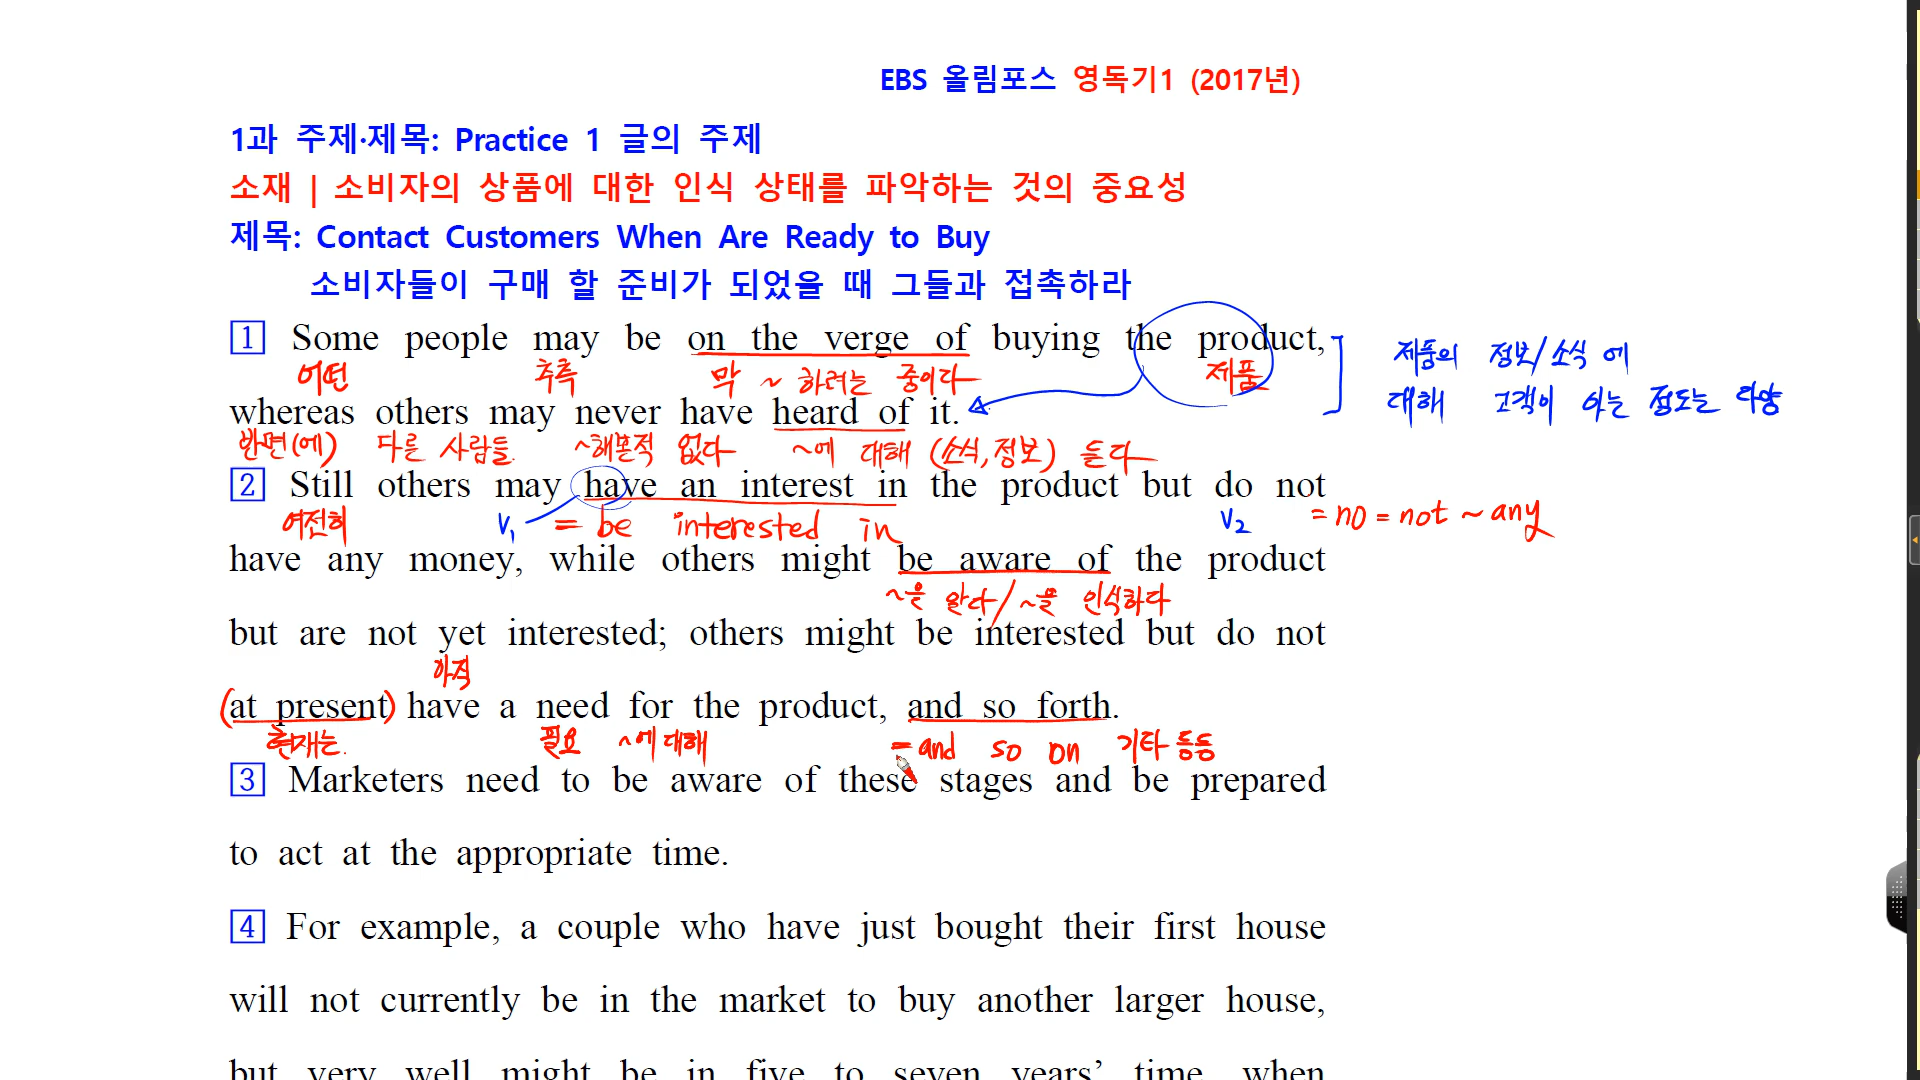 EBS 올림포스 영독기1 (2017년)
1과 주제·제목: Practice 1 글의 주제
소재 | 소비자의 상품에 대한 인식 상태를 파악하는 것의 중요성
제목: Contact Customers When Are Ready to Buy
소비자들이 구매 할 준비가 되었을 때 그들과 접촉하라
1 Some people may be on the verge of buying the product,
어떤 추측 막 ~ 하려는 중이다 제품
제품의 정보/소식 에
대해 고객이 아는 정도는 다양
whereas others may never have heard of it.
반면(에) 다른 사람들. ~해본적 없다 ~에 대해 (소식,정보) 듣다
2 Still others may have an interest in the product but do not
여전히 V1 = be interested in V2 = no = not ~ any
have any money, while others might be aware of the product
~을 알다/~을 인식하다
but are not yet interested; others might be interested but do not
아직
(at present) have a need for the product, and so forth.
현재는. 필요 ~에 대해 = and so on 기타 등등
3 Marketers need to be aware of these stages and be prepared
to act at the appropriate time.
4 For example, a couple who have just bought their first house
will not currently be in the market to buy another larger house,
but very well might be in five to seven years' time, when